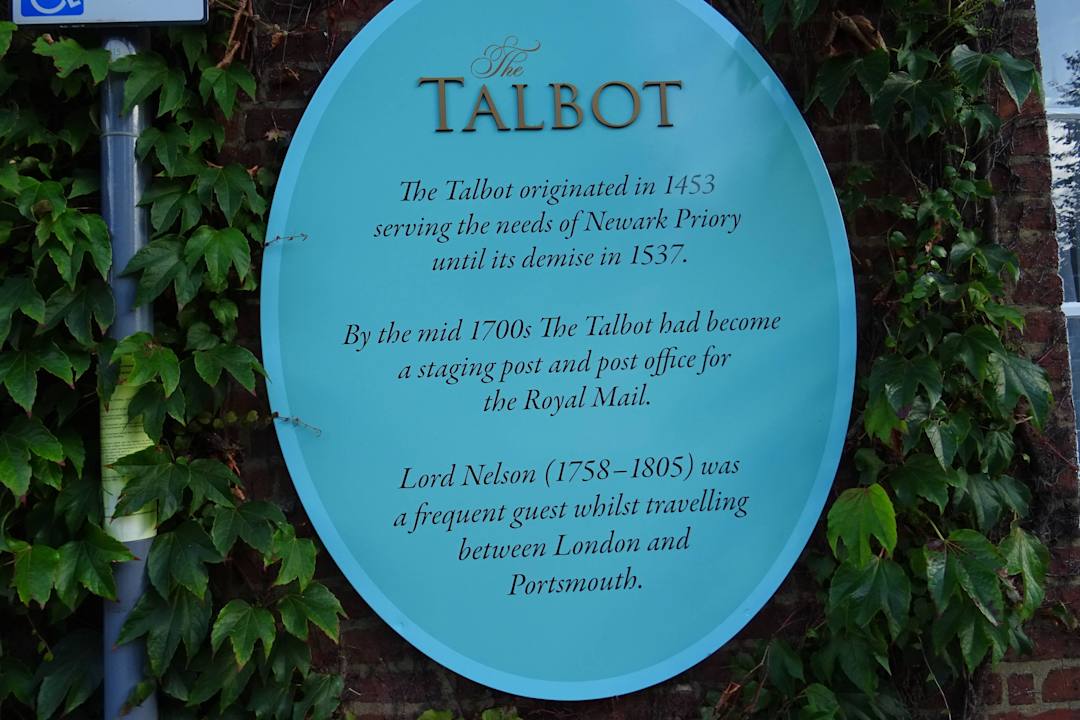 The
TALBOT
The Talbot originated in 1453
serving the needs of Newark Priory
until its demise in 1537.
By the mid 1700s The Talbot had become
a staging post and post office for
the Royal Mail.
Lord Nelson (1758–1805) was
a frequent guest whilst travelling
between London and
Portsmouth.